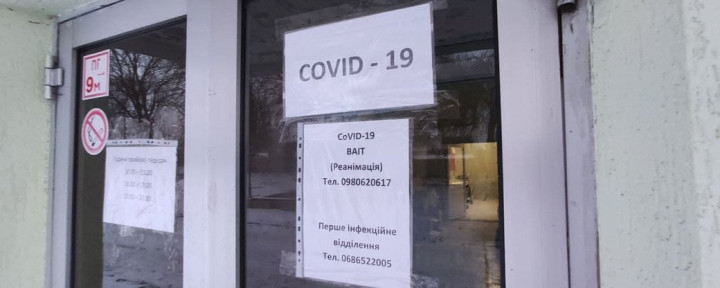 ПГ
9м
COVID - 19
CoVID-19
ВАІТ
(Реанімація)
Тел. 0980620617
Перше інфекційне
відділення
Тел. 0686522005